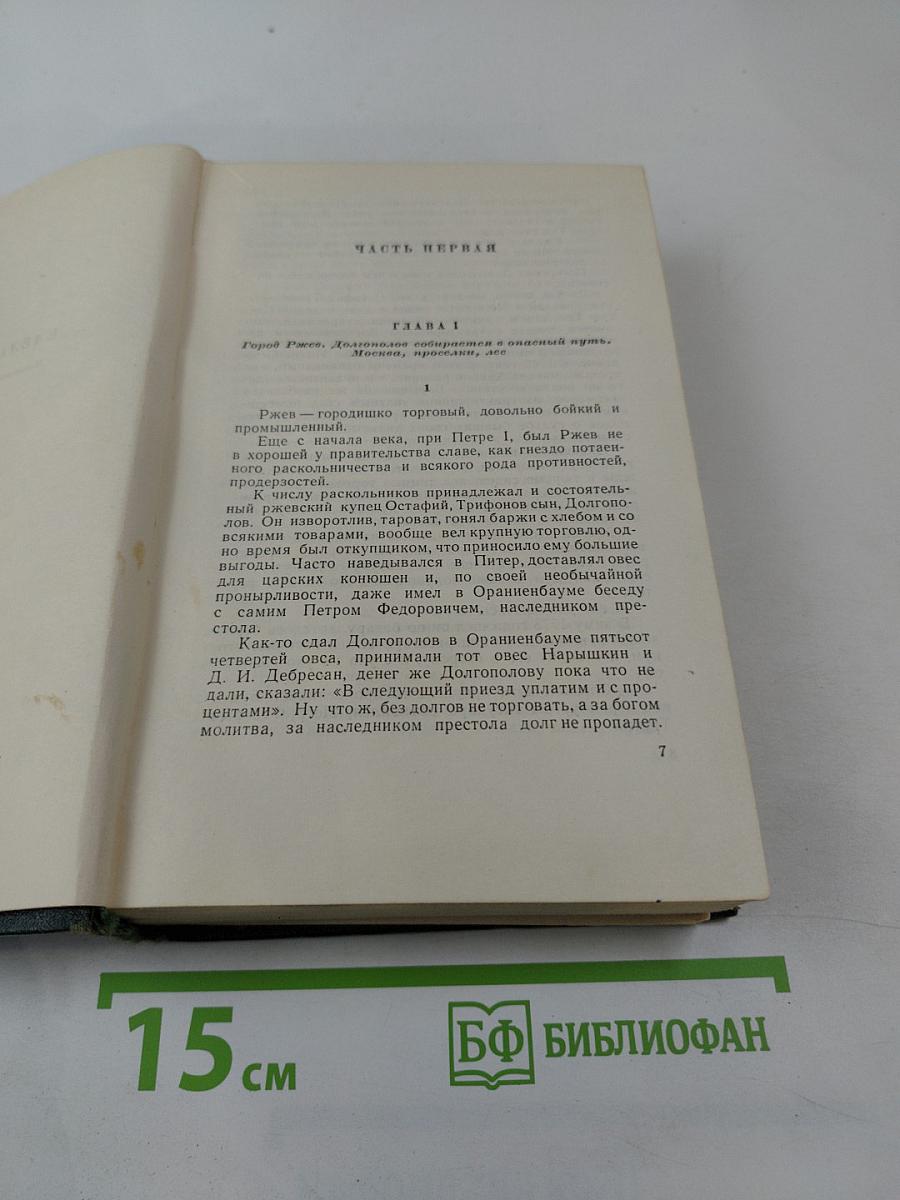 ЧАСТЬ ПЕРВАЯ
ГЛАВА I
Город Ржев. Долгополов собирается в опасный путь.
Москва, проселки, лес
1
Ржев — городишко торговый, довольно бойкий и
промышленный.
Еще с начала века, при Петре I, был Ржев не
в хорошей у правительства славе, как гнездо потаен-
ного раскольничества и всякого рода противностей,
продерзостей.
К числу раскольников принадлежал и состоятель-
ный ржевский купец Остафий, Трифонов сын, Долгопо-
лов. Он изворотлив, тароват, гонял баржи с хлебом и со
всякими товарами, вообще вел крупную торговлю, од-
но время был откупщиком, что приносило ему большие
выгоды. Часто наведывался в Питер, доставлял овес
для царских конюшен и, по своей необычайной
пронырливости, даже имел в Ораниенбауме беседу
с самим Петром Федоровичем, наследником пре-
стола.
Как-то сдал Долгополов в Ораниенбауме пятьсот
четвертей овса, принимали тот овес Нарышкин и
Д. И. Дебресан, денег же Долгополову пока что не
дали, сказали: «В следующий приезд уплатим и с про-
центами». Ну что ж, без долгов не торговать, а за богом
молитва, за наследником престола долг не пропадет.
7
15 см
БФ БИБЛИОФАН